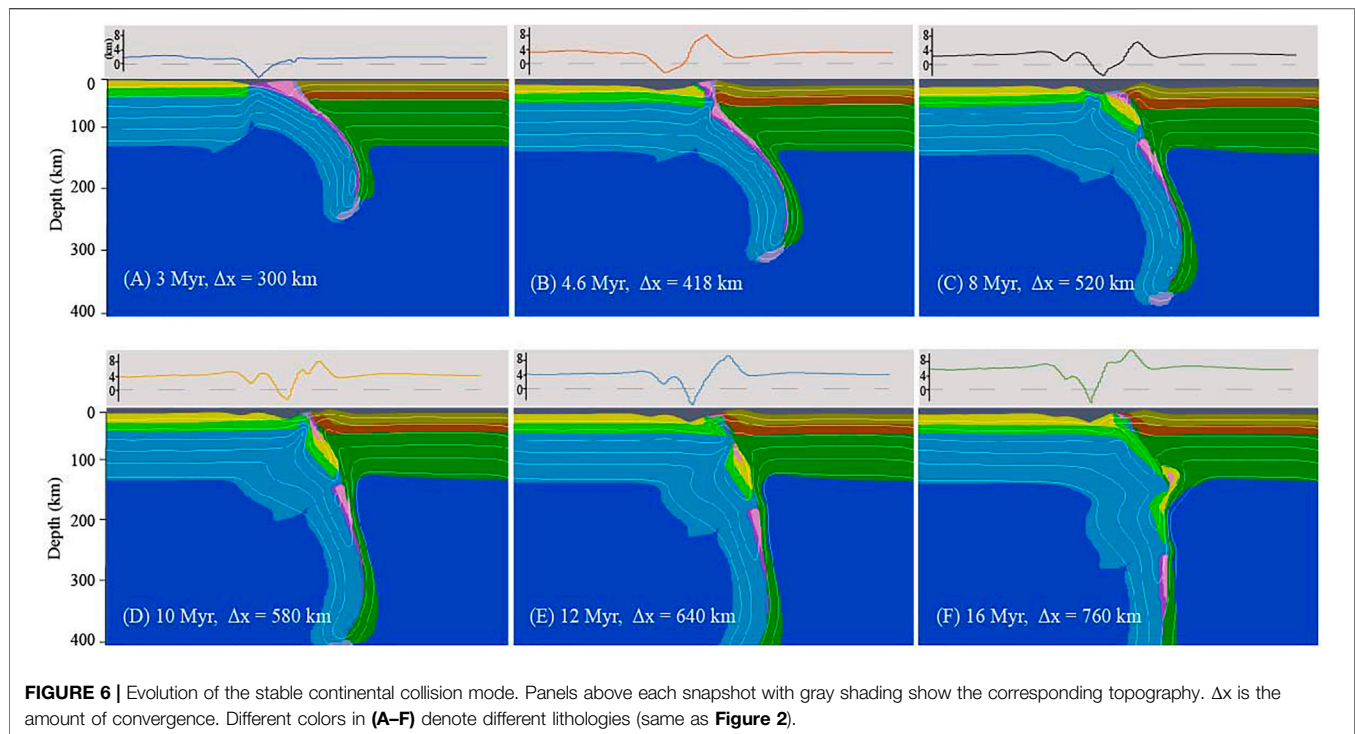 8
4
0
(km)
8
4
0
8
4
0
0
100
200
300
400
Depth (km)
(A) 3 Myr, Δx = 300 km
(B) 4.6 Myr, Δx = 418 km
(C) 8 Myr, Δx = 520 km
8
4
0
8
4
0
8
4
0
0
100
200
300
400
Depth (km)
(D) 10 Myr, Δx = 580 km
(E) 12 Myr, Δx = 640 km
(F) 16 Myr, Δx = 760 km
FIGURE 6 | Evolution of the stable continental collision mode. Panels above each snapshot with gray shading show the corresponding topography. Δx is the
amount of convergence. Different colors in (A–F) denote different lithologies (same as Figure 2).